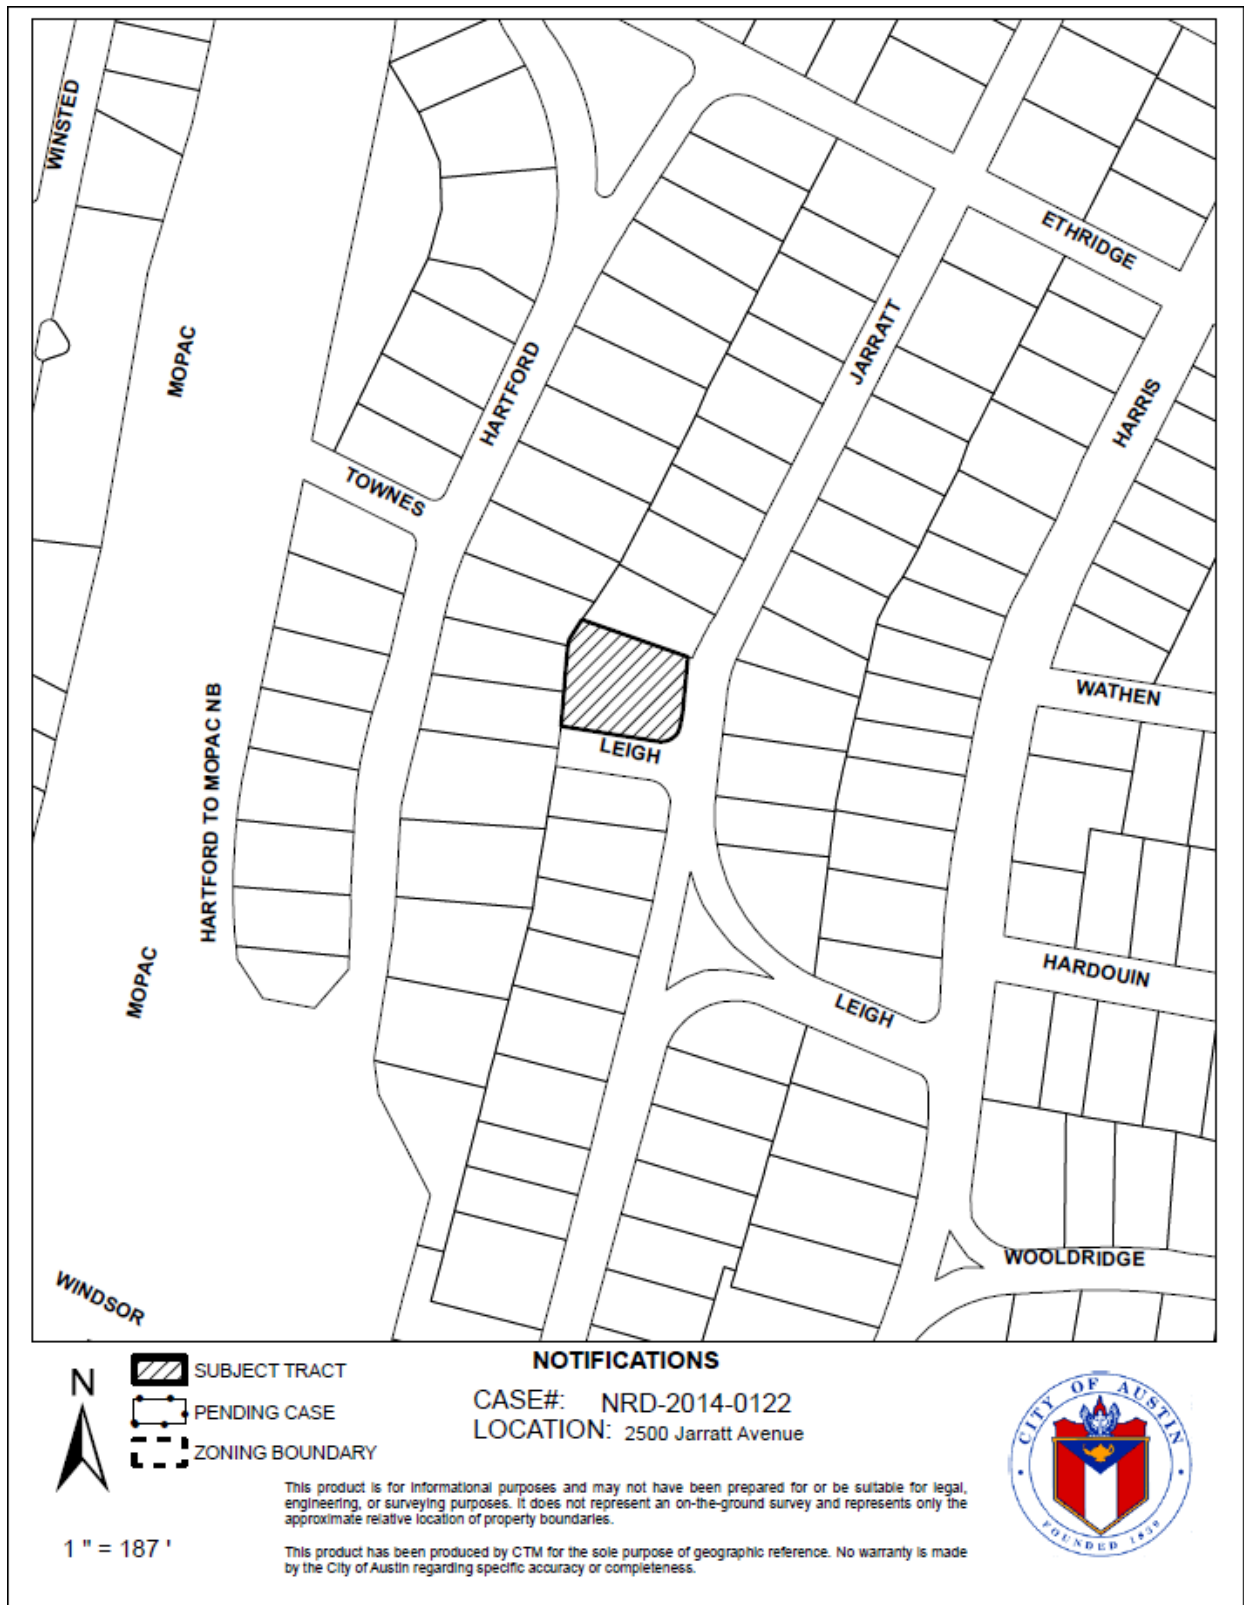 WINSTED
ETHRIDGE
MOPAC
JARRATT
HARTFORD
HARRIS
TOWNES
WATHEN
HARTFORD TO MOPAC NB
LEIGH
MOPAC
HARDOUIN
LEIGH
WOOLDRIDGE
WINDSOR
N
1 " = 187 '
SUBJECT TRACT
PENDING CASE
ZONING BOUNDARY
NOTIFICATIONS
CASE#: NRD-2014-0122
LOCATION: 2500 Jarratt Avenue
This product is for informational purposes and may not have been prepared for or be suitable for legal,
engineering, or surveying purposes. It does not represent an on-the-ground survey and represents only the
approximate relative location of property boundaries.
This product has been produced by CTM for the sole purpose of geographic reference. No warranty is made
by the City of Austin regarding specific accuracy or completeness.
CITY OF AUSTIN
FOUNDED 1839